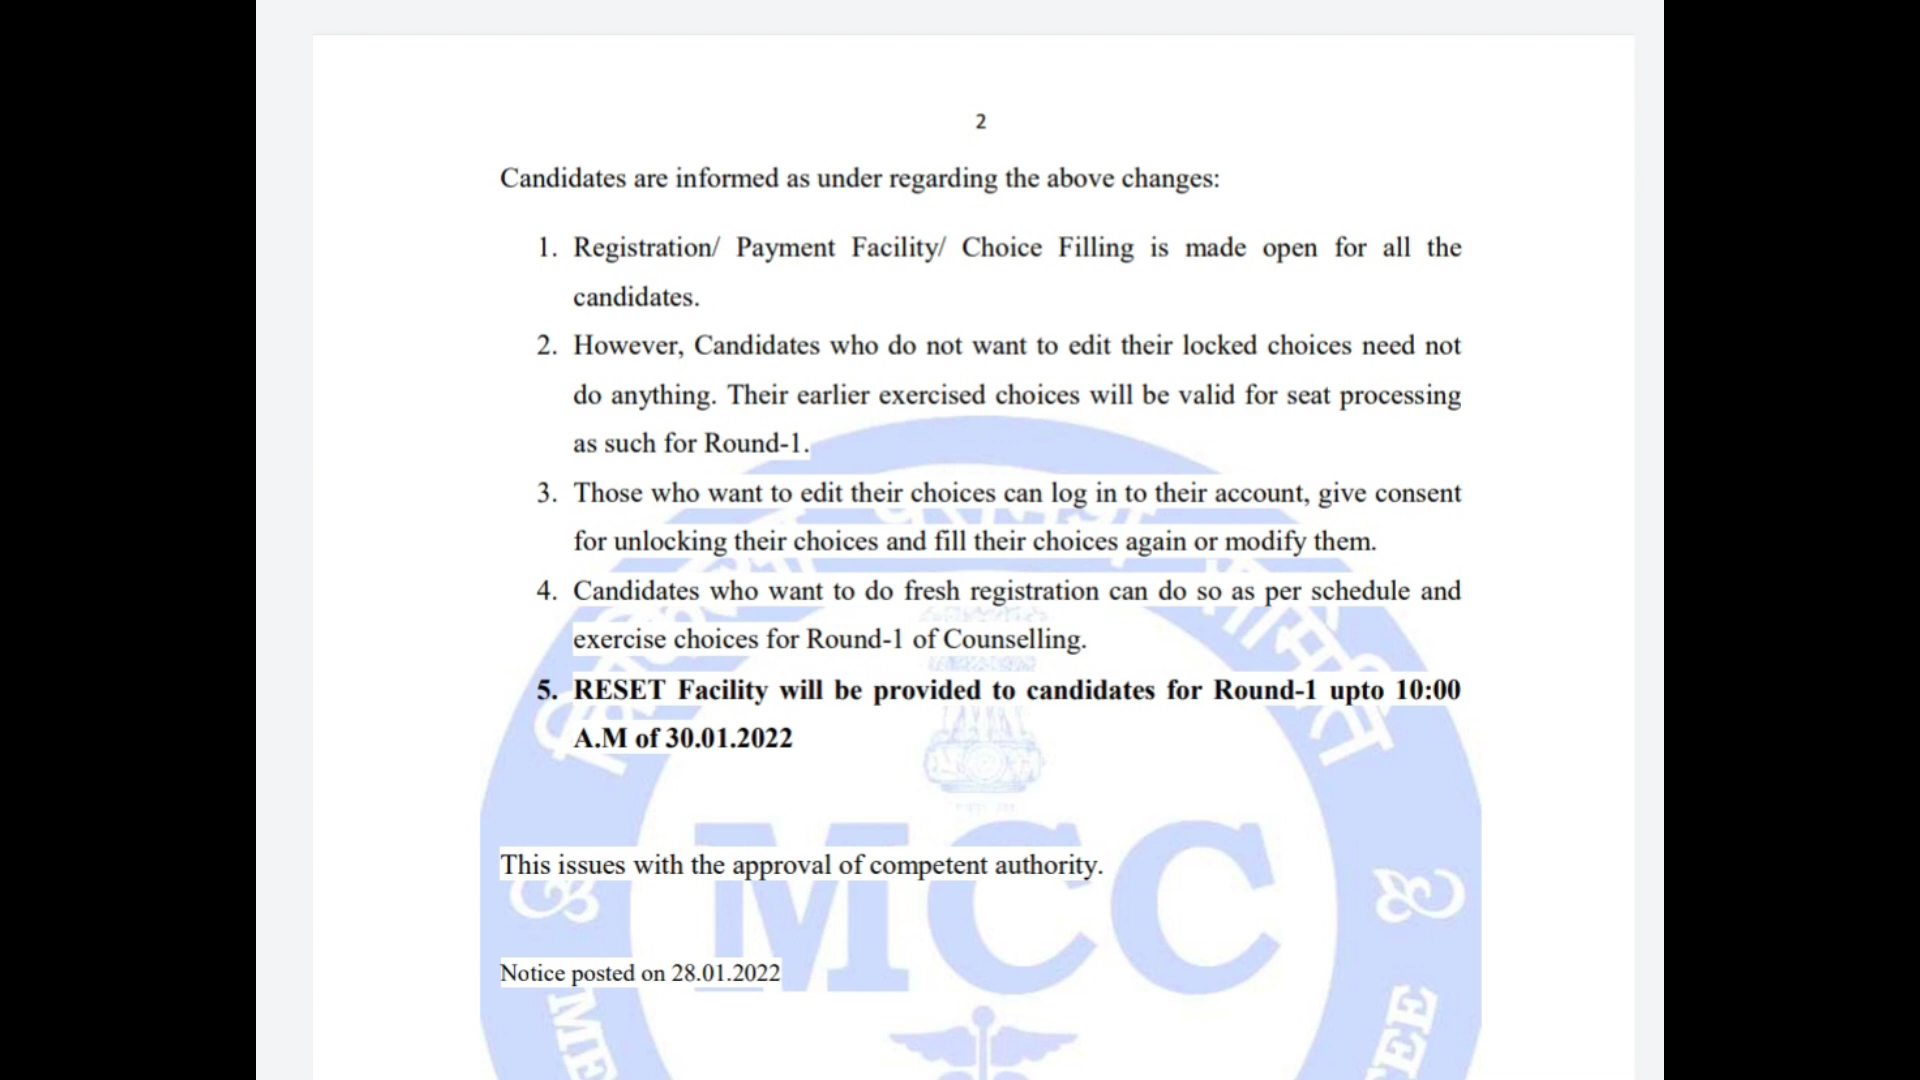 2
Candidates are informed as under regarding the above changes:
1. Registration/ Payment Facility/ Choice Filling is made open for all the
candidates.
2. However, Candidates who do not want to edit their locked choices need not
do anything. Their earlier exercised choices will be valid for seat processing
as such for Round-1.
3. Those who want to edit their choices can log in to their account, give consent
for unlocking their choices and fill their choices again or modify them.
4. Candidates who want to do fresh registration can do so as per schedule and
exercise choices for Round-1 of Counselling.
5. RESET Facility will be provided to candidates for Round-1 upto 10:00
A.M of 30.01.2022
MCC
This issues with the approval of competent authority.
Notice posted on 28.01.2022